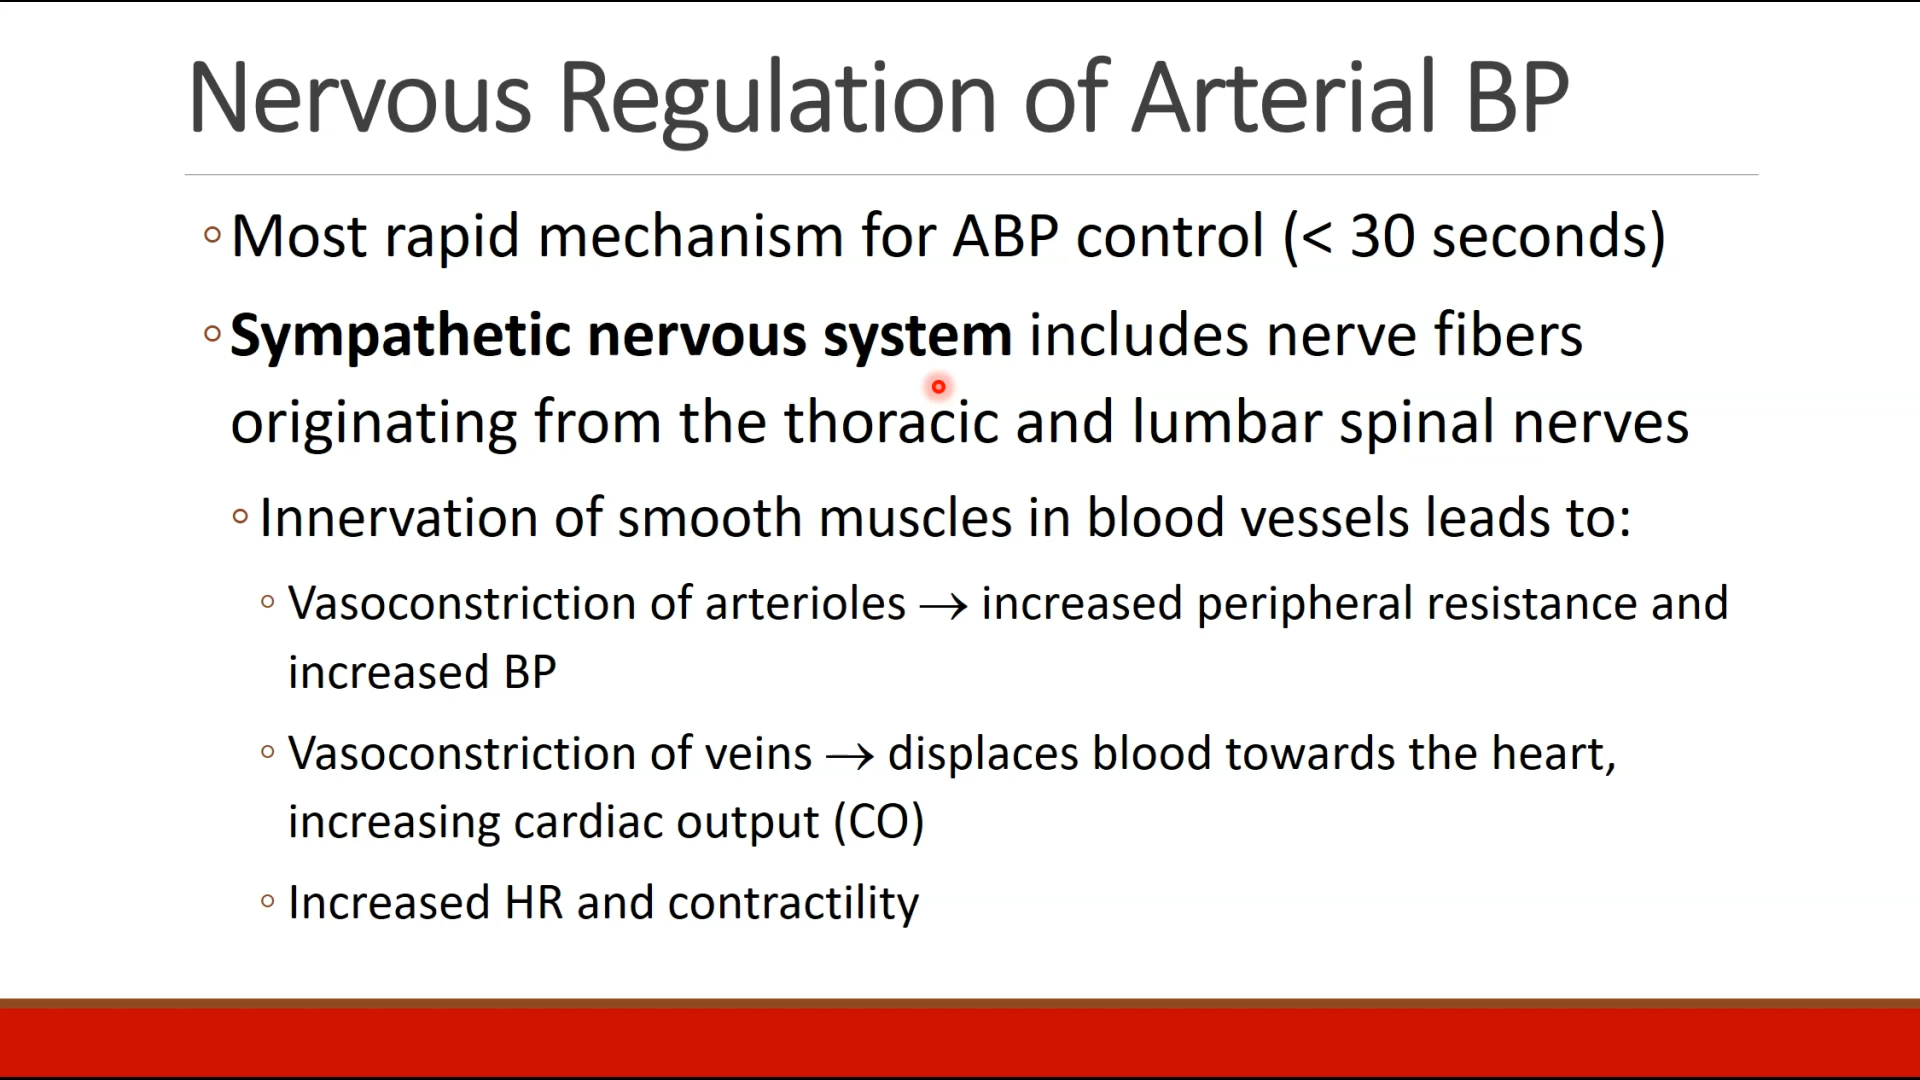 Nervous Regulation of Arterial BP
◦Most rapid mechanism for ABP control (< 30 seconds)
◦Sympathetic nervous system includes nerve fibers
originating from the thoracic and lumbar spinal nerves
◦Innervation of smooth muscles in blood vessels leads to:
◦Vasoconstriction of arterioles → increased peripheral resistance and
increased BP
◦Vasoconstriction of veins → displaces blood towards the heart,
increasing cardiac output (CO)
◦Increased HR and contractility